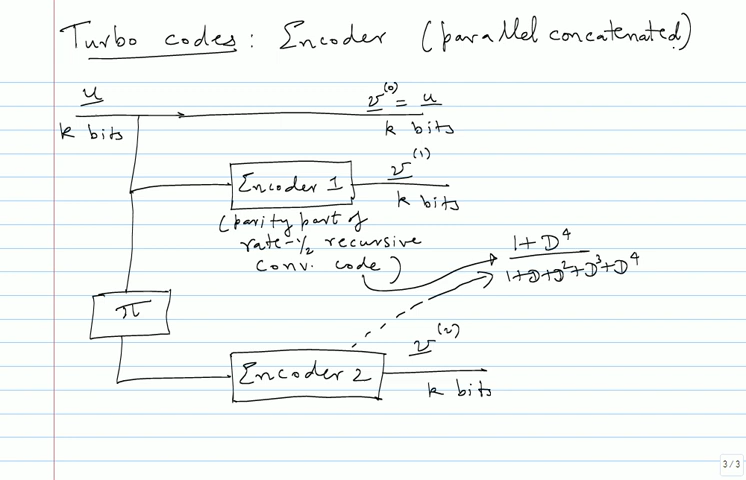 Turbo codes: Encoder (parallel concatenated)
u
k bits
v^(0) = u
k bits
Encoder 1
v^(1)
k bits
(parity part of
rate-1/2 recursive
conv. code)
1+D^4
1+D+D^2+D^3+D^4
π
Encoder 2
v^(2)
k bits
3/3